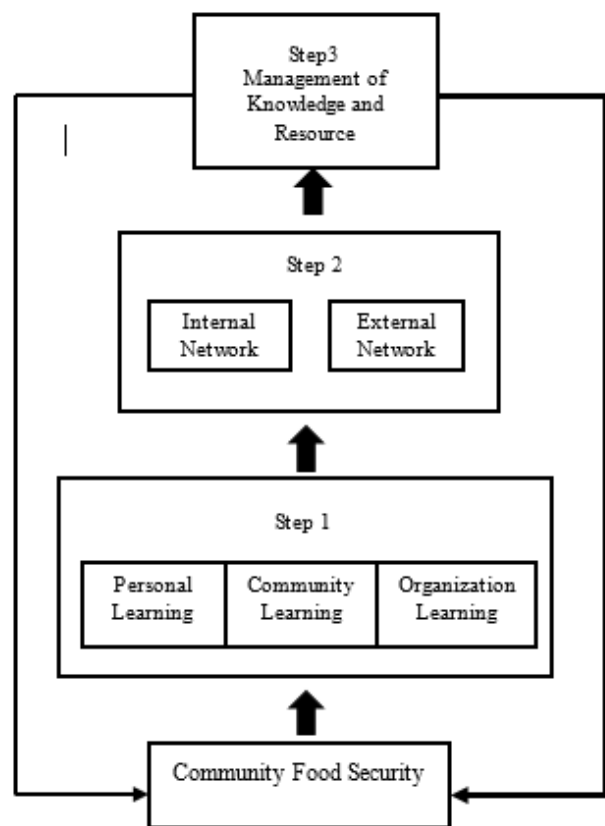 Step3
Management of
Knowledge and
Resource
Step 2
Internal
Network
External
Network
Step 1
Personal
Learning
Community
Learning
Organization
Learning
Community Food Security